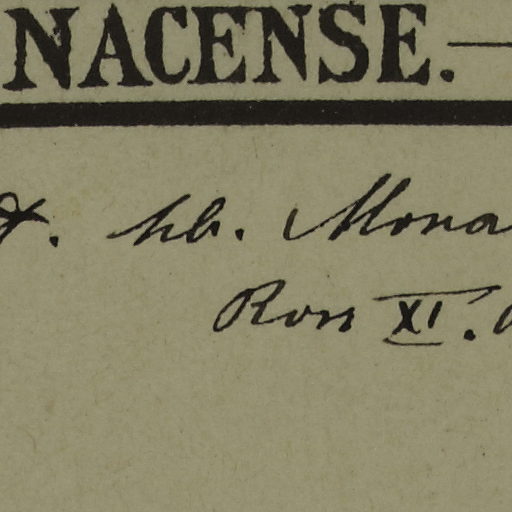 NACENSE.—
t. hb. Mona
Ross XI.